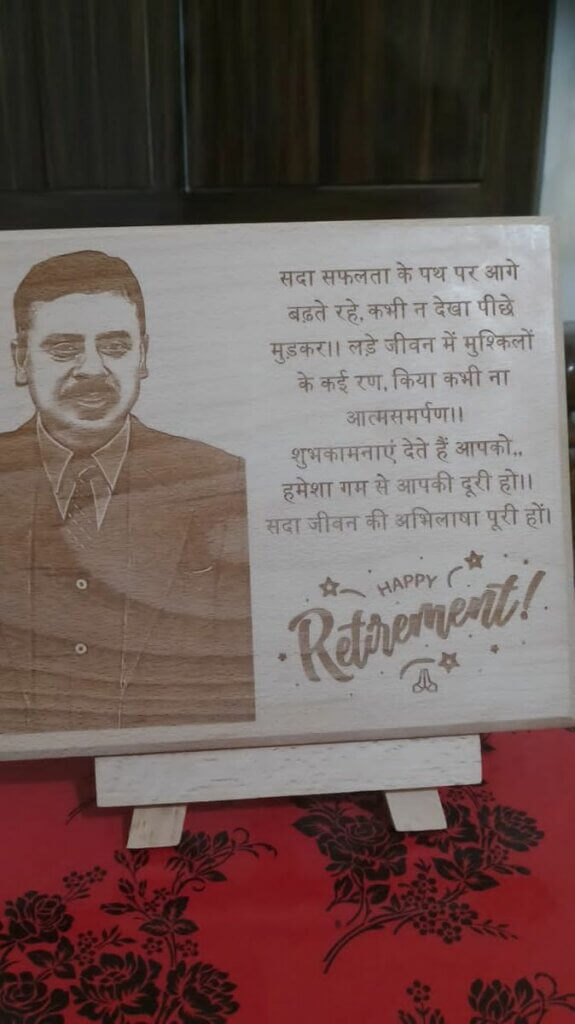 सदा सफलता के पथ पर आगे
बढ़ते रहे, कभी न देखा पीछे
मुड़कर।। लड़े जीवन में मुश्किलों
के कई रण, किया कभी ना
आत्मसमर्पण।।
शुभकामनाएं देते हैं आपको,,
हमेशा गम से आपकी दूरी हो।।
सदा जीवन की अभिलाषा पूरी हों।
HAPPY
Retirement!